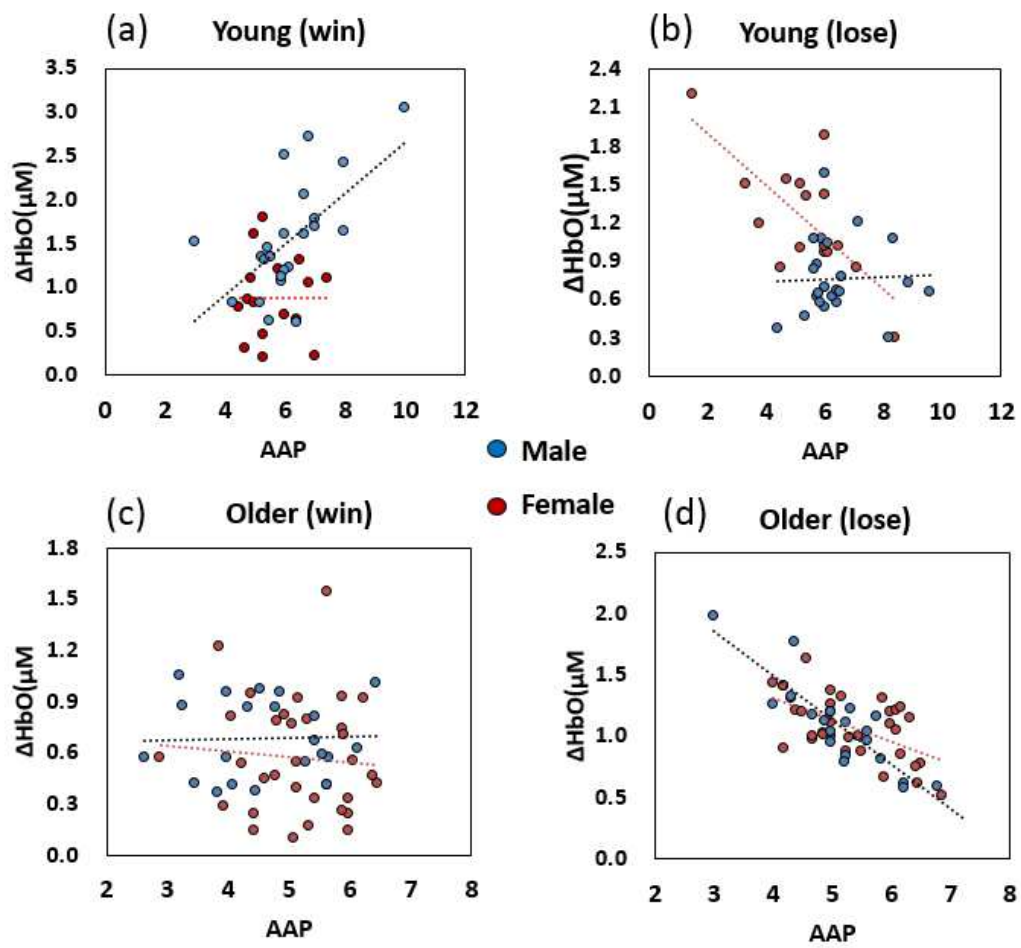 (a) Young (win)
3.5
3.0
2.5
2.0
1.5
1.0
0.5
0.0
ΔHbO(µM)
0 2 4 6 8 10 12
AAP
(b) Young (lose)
2.4
2.1
1.8
1.5
1.2
0.9
0.6
0.3
0.0
ΔHbO(µM)
0 2 4 6 8 10 12
AAP
Male
Female
(c) Older (win)
1.8
1.5
1.2
0.9
0.6
0.3
0.0
ΔHbO(µM
2 3 4 5 6 7 8
AAP
(d) Older (lose)
2.5
2.0
1.5
1.0
0.5
0.0
ΔHbO(µM
2 3 4 5 6 7 8
AAP